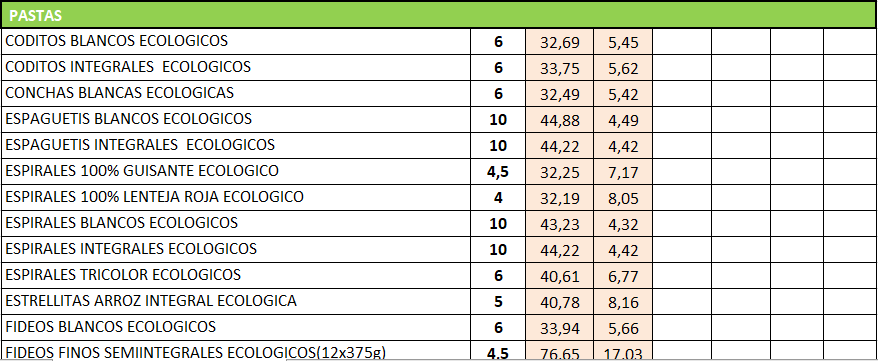 PASTAS
CODITOS BLANCOS ECOLOGICOS 6 32,69 5,45
CODITOS INTEGRALES ECOLOGICOS 6 33,75 5,62
CONCHAS BLANCAS ECOLOGICAS 6 32,49 5,42
ESPAGUETIS BLANCOS ECOLOGICOS 10 44,88 4,49
ESPAGUETIS INTEGRALES ECOLOGICOS 10 44,22 4,42
ESPIRALES 100% GUISANTE ECOLOGICO 4,5 32,25 7,17
ESPIRALES 100% LENTEJA ROJA ECOLOGICO 4 32,19 8,05
ESPIRALES BLANCOS ECOLOGICOS 10 43,23 4,32
ESPIRALES INTEGRALES ECOLOGICOS 10 44,22 4,42
ESPIRALES TRICOLOR ECOLOGICOS 6 40,61 6,77
ESTRELLITAS ARROZ INTEGRAL ECOLOGICA 5 40,78 8,16
FIDEOS BLANCOS ECOLOGICOS 6 33,94 5,66
FIDEOS FINOS SEMIINTEGRALES ECOLOGICOS(12x375g) 4,5 76,65 17,03